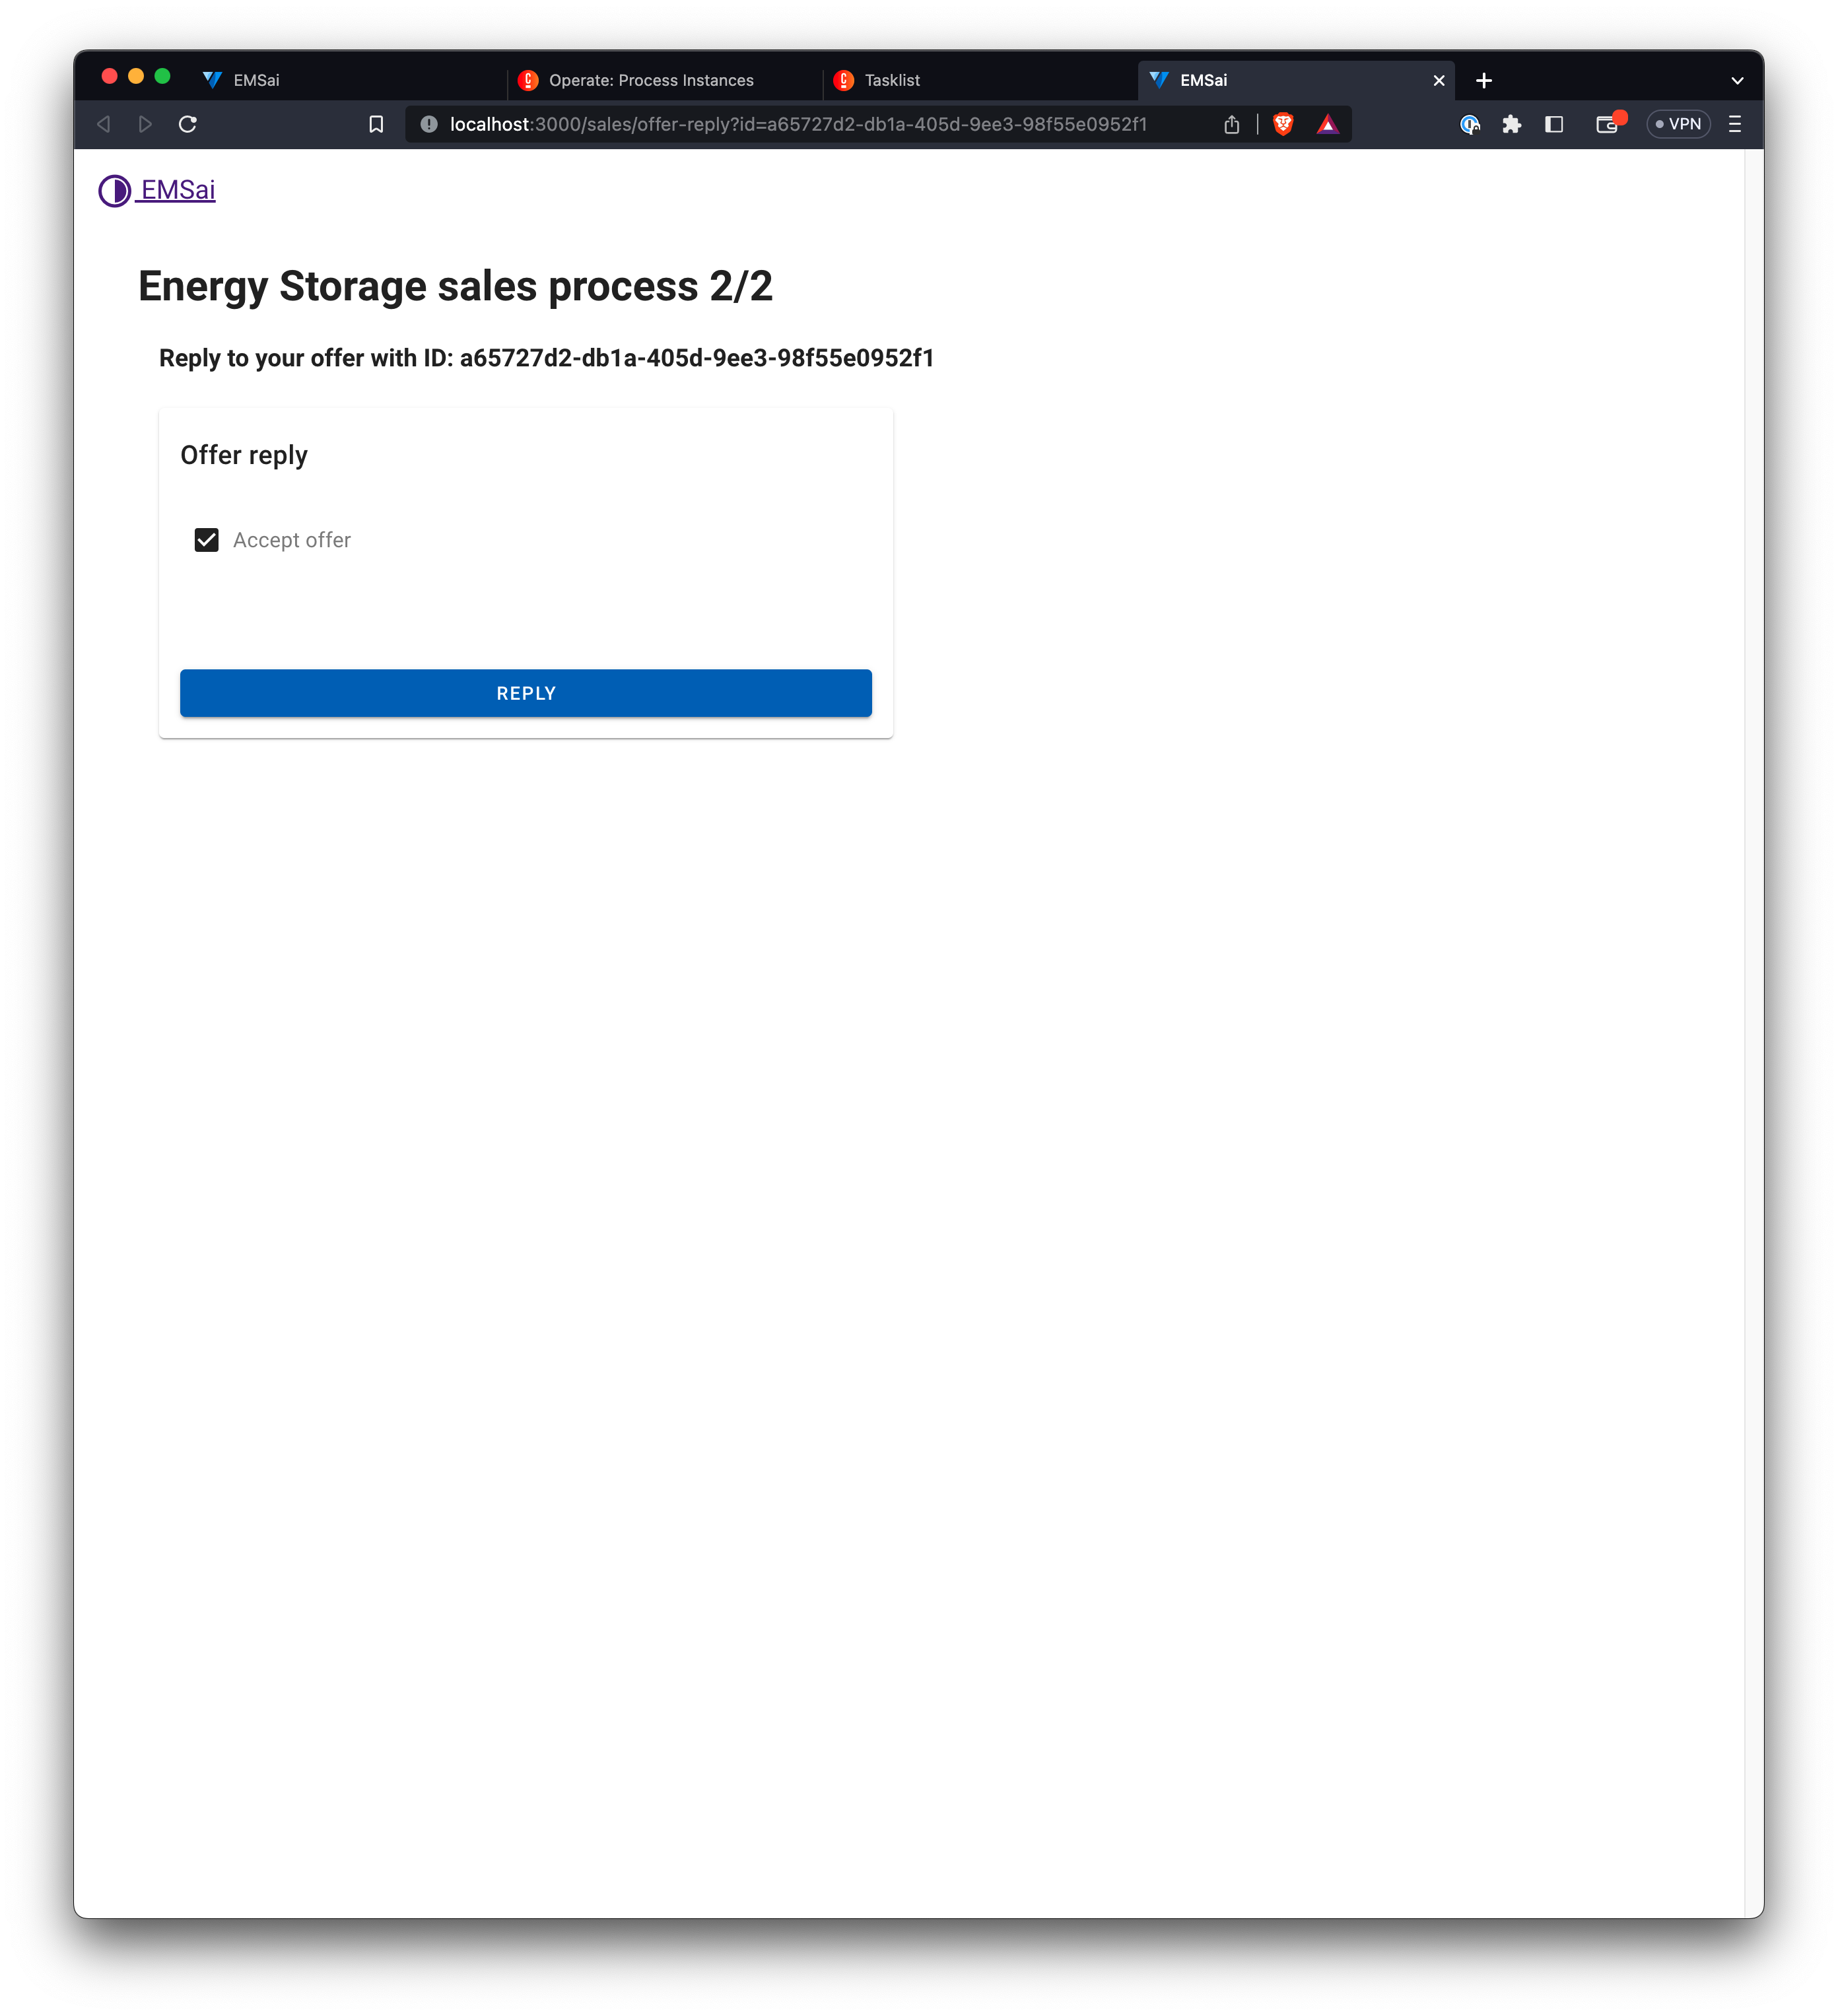 EMSai
Operate: Process Instances
Tasklist
EMSai
localhost:3000/sales/offer-reply?id=a65727d2-db1a-405d-9ee3-98f55e0952f1
VPN
EMSai
Energy Storage sales process 2/2
Reply to your offer with ID: a65727d2-db1a-405d-9ee3-98f55e0952f1
Offer reply
Accept offer
REPLY